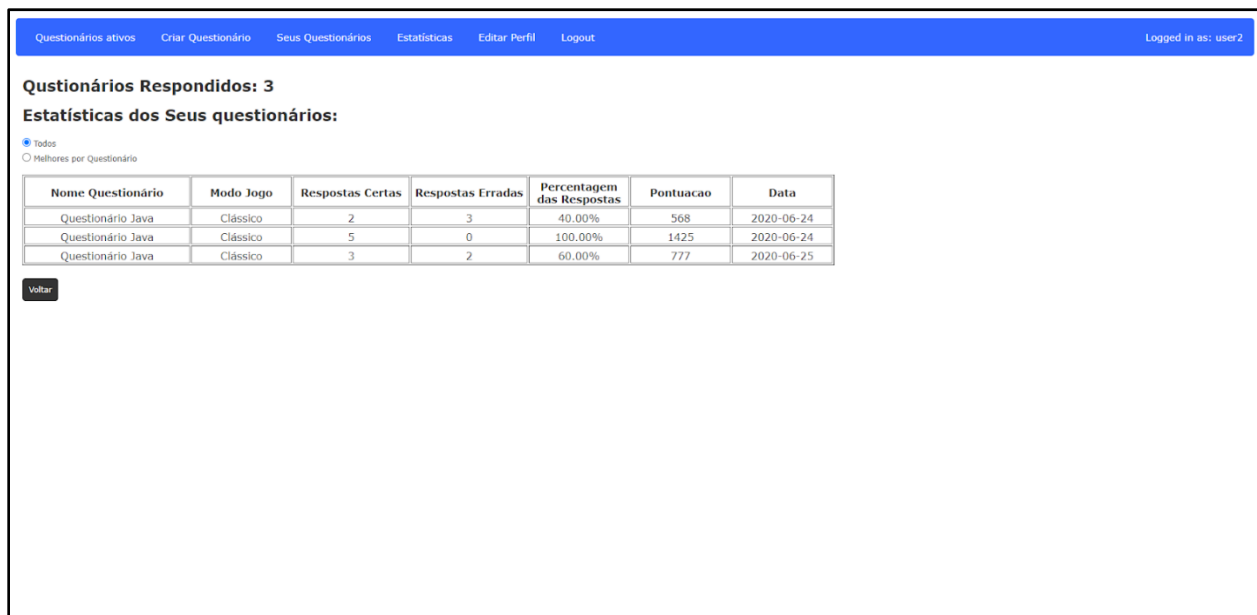 Questionários ativos Criar Questionário Seus Questionários Estatísticas Editar Perfil Logout Logged in as: user2
Qustionários Respondidos: 3
Estatísticas dos Seus questionários:
Todos
Melhores por Questionário
Nome Questionário Modo Jogo Respostas Certas Respostas Erradas Percentagem das Respostas Pontuacao Data
Questionário Java Clássico 2 3 40.00% 568 2020-06-24
Questionário Java Clássico 5 0 100.00% 1425 2020-06-24
Questionário Java Clássico 3 2 60.00% 777 2020-06-25
Voltar